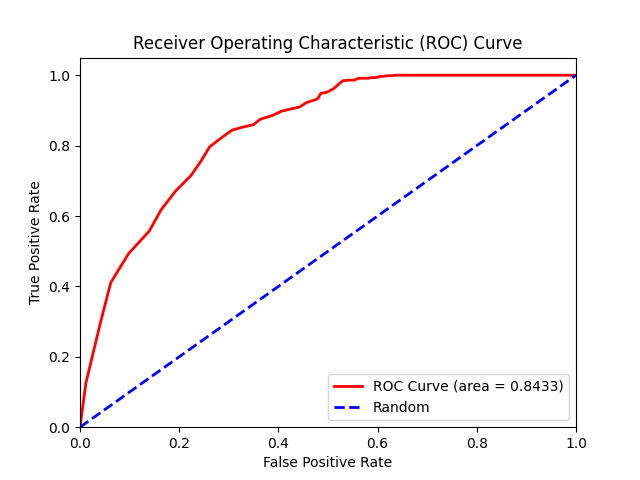 Receiver Operating Characteristic (ROC) Curve
True Positive Rate
1.0
0.8
0.6
0.4
0.2
0.0
0.0 0.2 0.4 0.6 0.8 1.0
False Positive Rate
ROC Curve (area = 0.8433)
Random